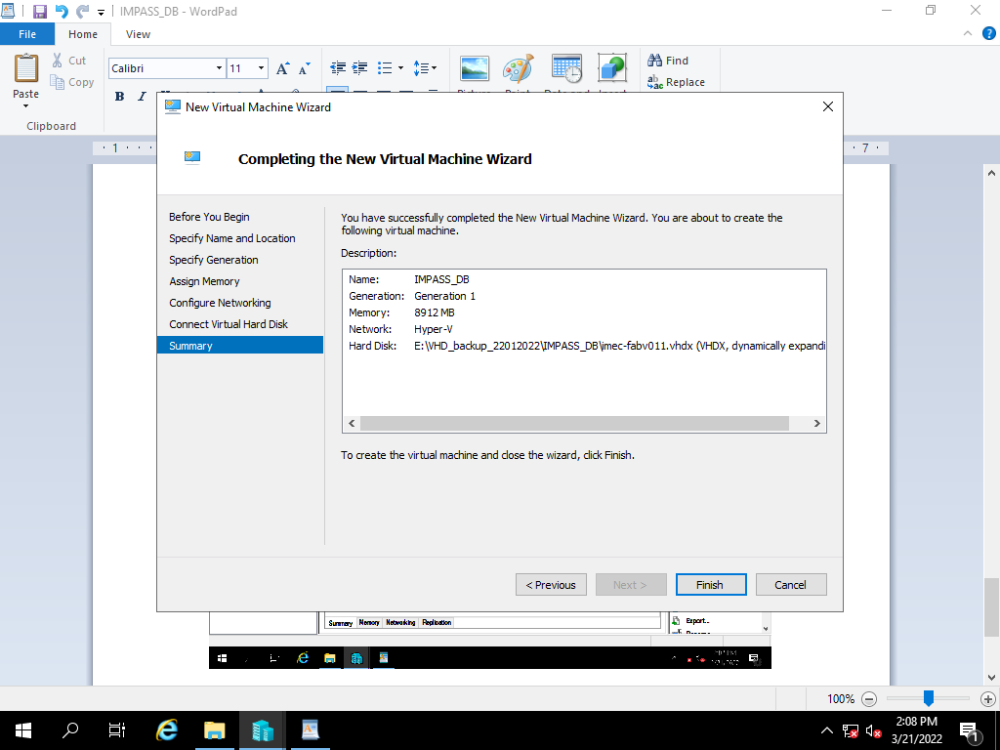 IMPASS_DB - WordPad
File Home View
Paste
Cut
Copy
Clipboard
Calibri 11
B I
Find
Replace
1
7
New Virtual Machine Wizard
Completing the New Virtual Machine Wizard
Before You Begin
Specify Name and Location
Specify Generation
Assign Memory
Configure Networking
Connect Virtual Hard Disk
Summary
You have successfully completed the New Virtual Machine Wizard. You are about to create the
following virtual machine.
Description:
Name: IMPASS_DB
Generation: Generation 1
Memory: 8912 MB
Network: Hyper-V
Hard Disk: E:\VHD_backup_22012022\IMPASS_DB\imec-fabv011.vhdx (VHDX, dynamically expandi
To create the virtual machine and close the wizard, click Finish.
< Previous Next > Finish Cancel
Summary Memory Networking Replication
Export...
100%
2:08 PM
3/21/2022
1